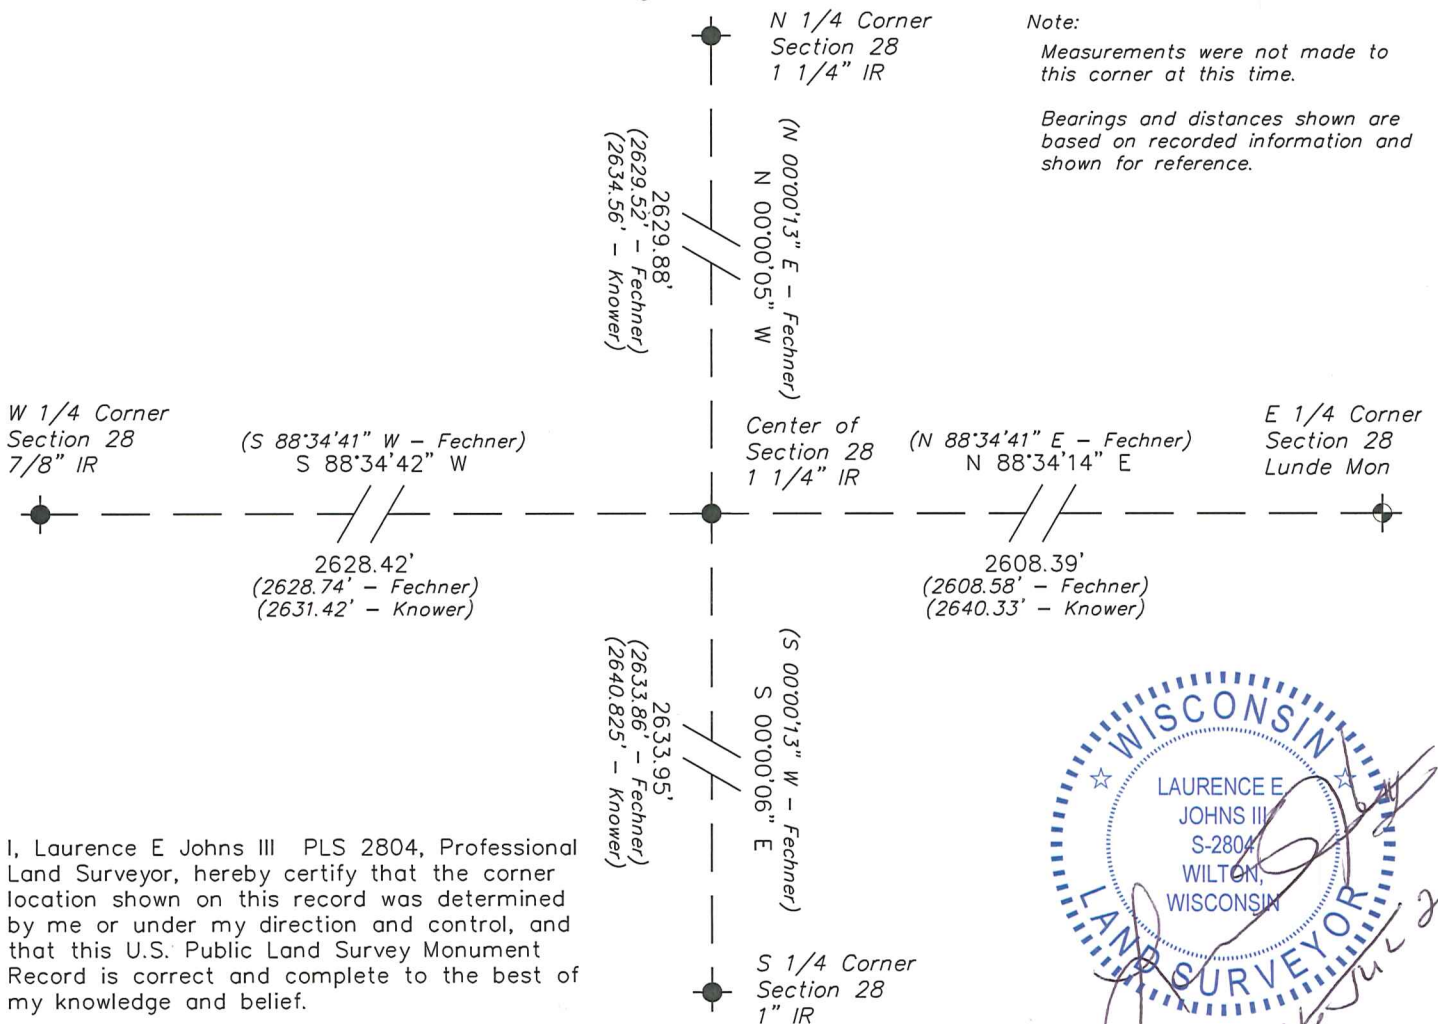 N 1/4 Corner
Section 28
1 1/4" IR
Note:
Measurements were not made to
this corner at this time.
Bearings and distances shown are
based on recorded information and
shown for reference.
(N 00°00'13" E – Fechner)
N 00°00'05" W
2629.88'
(2629.52' – Fechner)
(2634.56' – Knower)
W 1/4 Corner
Section 28
7/8" IR
(S 88°34'41" W – Fechner)
S 88°34'42" W
2628.42'
(2628.74' – Fechner)
(2631.42' – Knower)
Center of
Section 28
1 1/4" IR
(N 88°34'41" E – Fechner)
N 88°34'14" E
2608.39'
(2608.58' – Fechner)
(2640.33' – Knower)
E 1/4 Corner
Section 28
Lunde Mon
(S 00°00'13" W – Fechner)
S 00°00'06" E
2633.95'
(2633.86' – Fechner)
(2640.825' – Knower)
I, Laurence E Johns III PLS 2804, Professional
Land Surveyor, hereby certify that the corner
location shown on this record was determined
by me or under my direction and control, and
that this U.S. Public Land Survey Monument
Record is correct and complete to the best of
my knowledge and belief.
S 1/4 Corner
Section 28
1" IR
WISCONSIN
LAURENCE E
JOHNS III
S-2804
WILTON,
WISCONSIN
LAND SURVEYOR